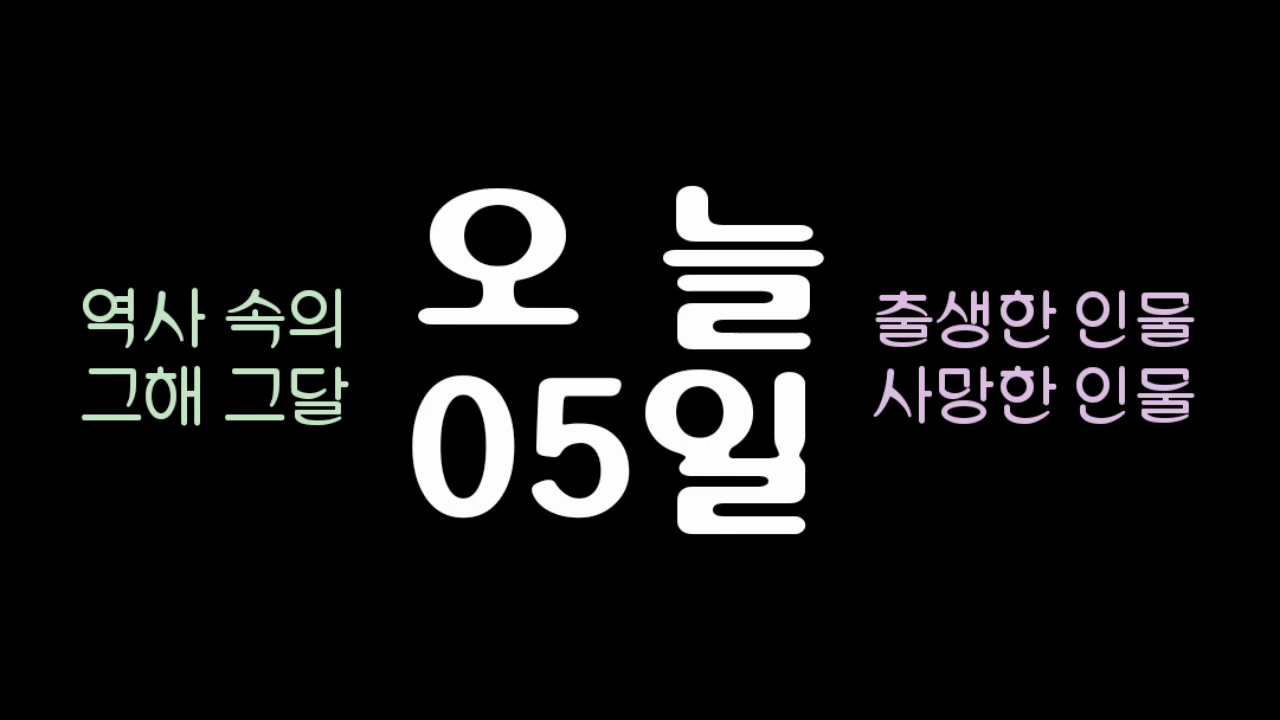 역사 속의
그해 그달
오 늘
05일
출생한 인물
사망한 인물